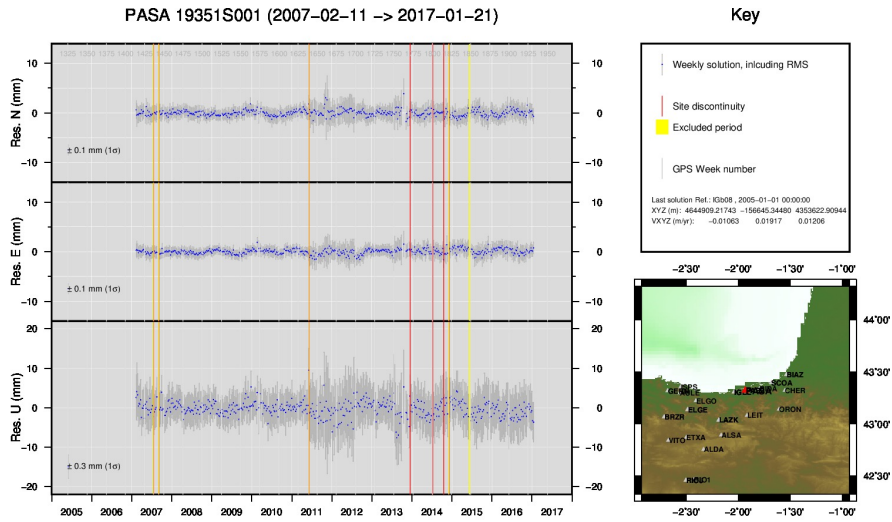 PASA 19351S001 (2007−02−11 −> 2017−01−21)
Key
10
0
−10
Res. N (mm)
± 0.1 mm (1σ)
10
0
−10
10
0
−10
Res. E (mm)
± 0.1 mm (1σ)
10
0
−10
20
10
0
−10
−20
Res. U (mm)
± 0.3 mm (1σ)
20
10
0
−10
−20
2005 2006 2007 2008 2009 2010 2011 2012 2013 2014 2015 2016 2017
Weekly solution, inlcuding RMS
Site discontinuity
Excluded period
GPS Week number
Last solution Ref.: IGb08 , 2005−01−01 00:00:00
XYZ (m): 4644909.21743 −156645.34480 4353622.90944
VXYZ (m/yr): −0.01063 0.01917 0.01206
−2˚30' −2˚00' −1˚30' −1˚00'
44˚00'
43˚30'
43˚00'
42˚30'
BIAZ
SCOA
CHER
ELGO
ELGE
ORON
BRZR
LEIT
LAZK
VITO
ETXA
ALSA
ALDA
−2˚30' −2˚00' −1˚30' −1˚00'